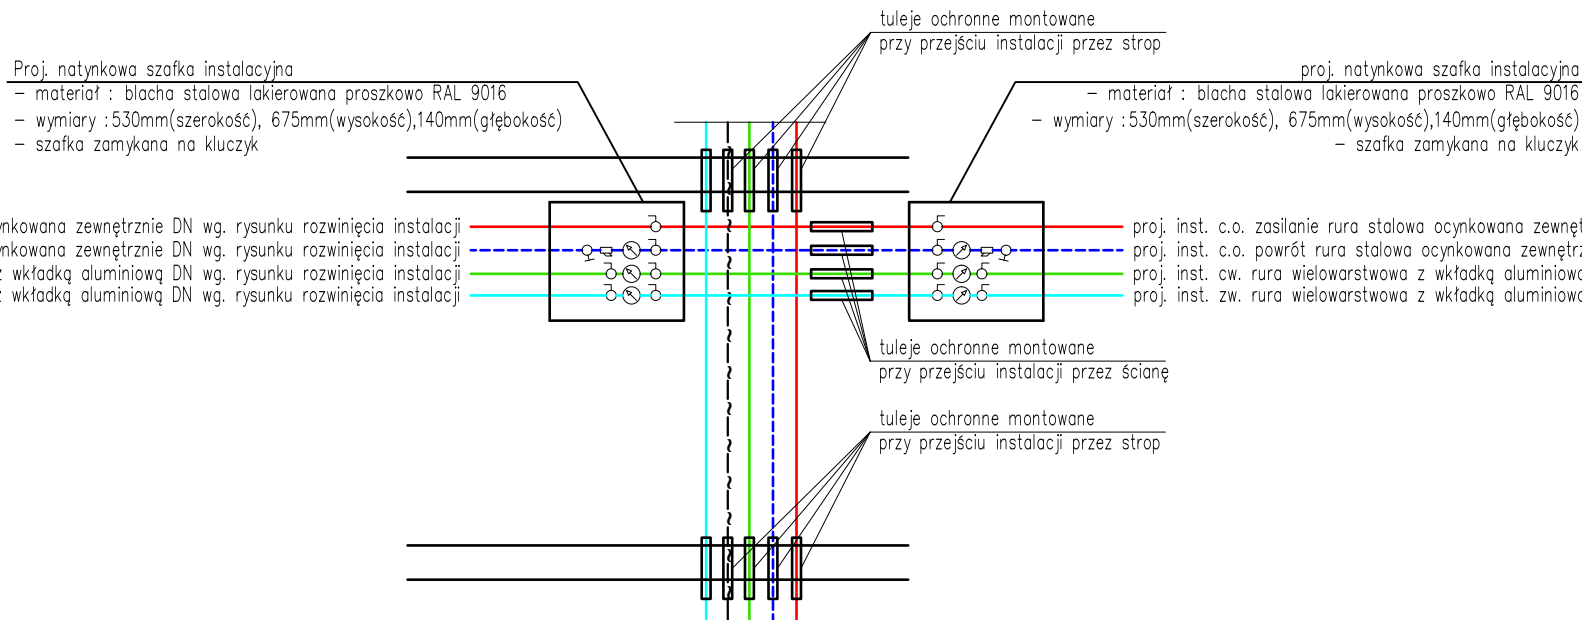 tuleje ochronne montowane
przy przejściu instalacji przez strop
Proj. natynkowa szafka instalacyjna
- materiał : blacha stalowa lakierowana proszkowo RAL 9016
- wymiary :530mm(szerokość), 675mm(wysokość),140mm(głębokość)
- szafka zamykana na kluczyk
proj. natynkowa szafka instalacyjna
- materiał : blacha stalowa lakierowana proszkowo RAL 9016
- wymiary :530mm(szerokość), 675mm(wysokość),140mm(głębokość)
- szafka zamykana na kluczyk
zewnętrznie DN wg. rysunku rozwinięcia instalacji
zewnętrznie DN wg. rysunku rozwinięcia instalacji
z wkładką aluminiową DN wg. rysunku rozwinięcia instalacji
z wkładką aluminiową DN wg. rysunku rozwinięcia instalacji
proj. inst. c.o. zasilanie rura stalowa ocynkowana
proj. inst. c.o. powrót rura stalowa ocynkowana
proj. inst. cw. rura wielowarstwowa z wkładką
proj. inst. zw. rura wielowarstwowa z wkładką
tuleje ochronne montowane
przy przejściu instalacji przez ścianę
tuleje ochronne montowane
przy przejściu instalacji przez strop